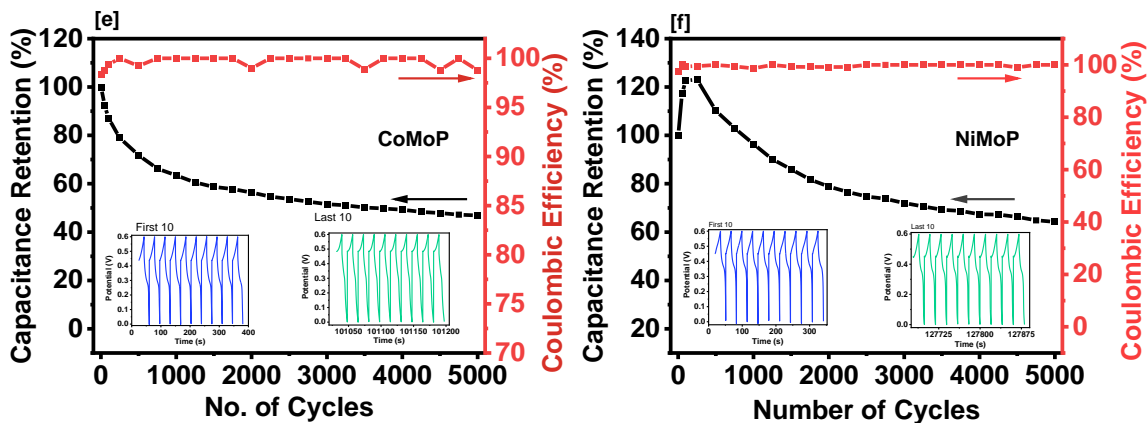 [e]
Capacitance Retention (%)
120
100
80
60
40
20
0
100
95
90
85
80
75
70
Coulombic Efficiency (%)
CoMoP
First 10
Potential (V)
0.6
0.5
0.4
0.3
0.2
0.1
0.0
0 100 200 300 400
Time (s)
Last 10
Potential (V)
0.6
0.5
0.4
0.3
0.2
0.1
0.0
101050 101100 101150 101200
Time (s)
0 1000 2000 3000 4000 5000
No. of Cycles
[f]
Capacitance Retention (%)
140
120
100
80
60
40
20
100
80
60
40
20
0
Coulombic Efficiency (%)
NiMoP
First 10
Potential (V)
0.6
0.5
0.4
0.3
0.2
0.1
0.0
0 100 200 300
Time (s)
Last 10
Potential (V)
0.6
0.5
0.4
0.3
0.2
0.1
0.0
127725 127800 127875
Time (s)
0 1000 2000 3000 4000 5000
Number of Cycles